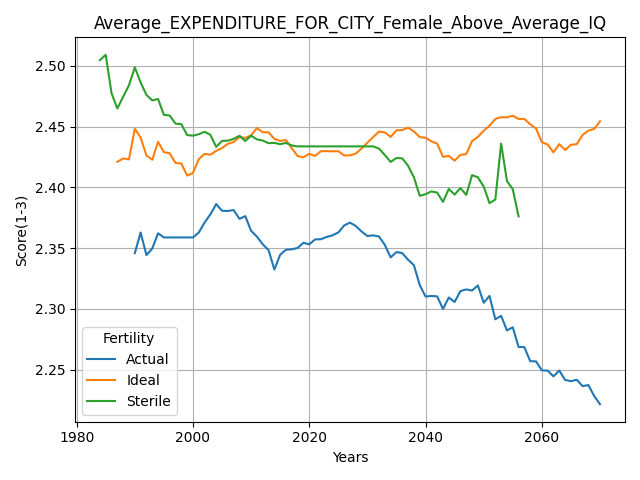 Average_EXPENDITURE_FOR_CITY_Female_Above_Average_IQ
Score(1-3)
2.50
2.45
2.40
2.35
2.30
2.25
Fertility
Actual
Ideal
Sterile
1980
2000
2020
2040
2060
Years